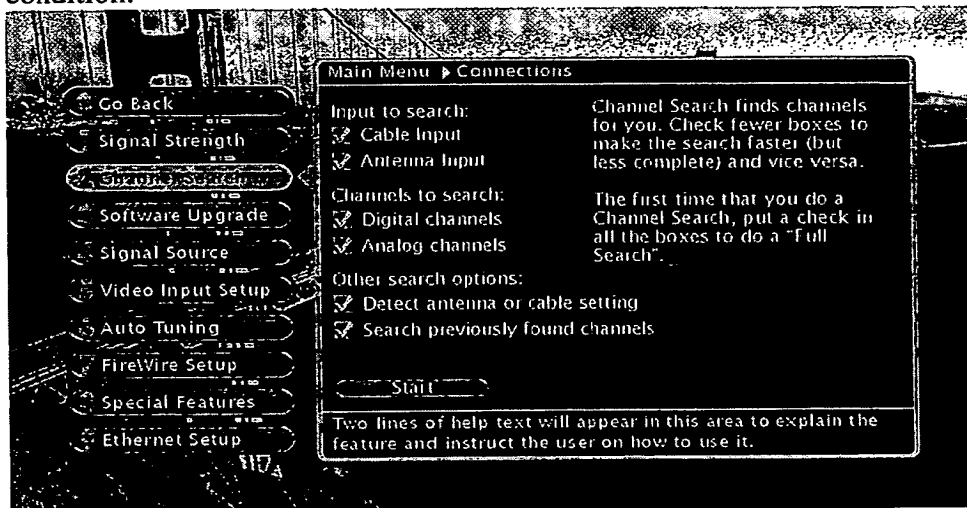 Main Menu ▶ Connections
Go Back
Signal Strength
Channel Search
Software Upgrade
Signal Source
Video Input Setup
Auto Tuning
FireWire Setup
Special Features
Ethernet Setup
Input to search:
Cable Input
Antenna Input
Channels to search:
Digital channels
Analog channels
Other search options:
Detect antenna or cable setting
Search previously found channels
Start
Channel Search finds channels
for you. Check fewer boxes to
make the search faster (but
less complete) and vice versa.
The first time that you do a
Channel Search, put a check in
all the boxes to do a "Full
Search".
Two lines of help text will appear in this area to explain the
feature and instruct the user on how to use it.